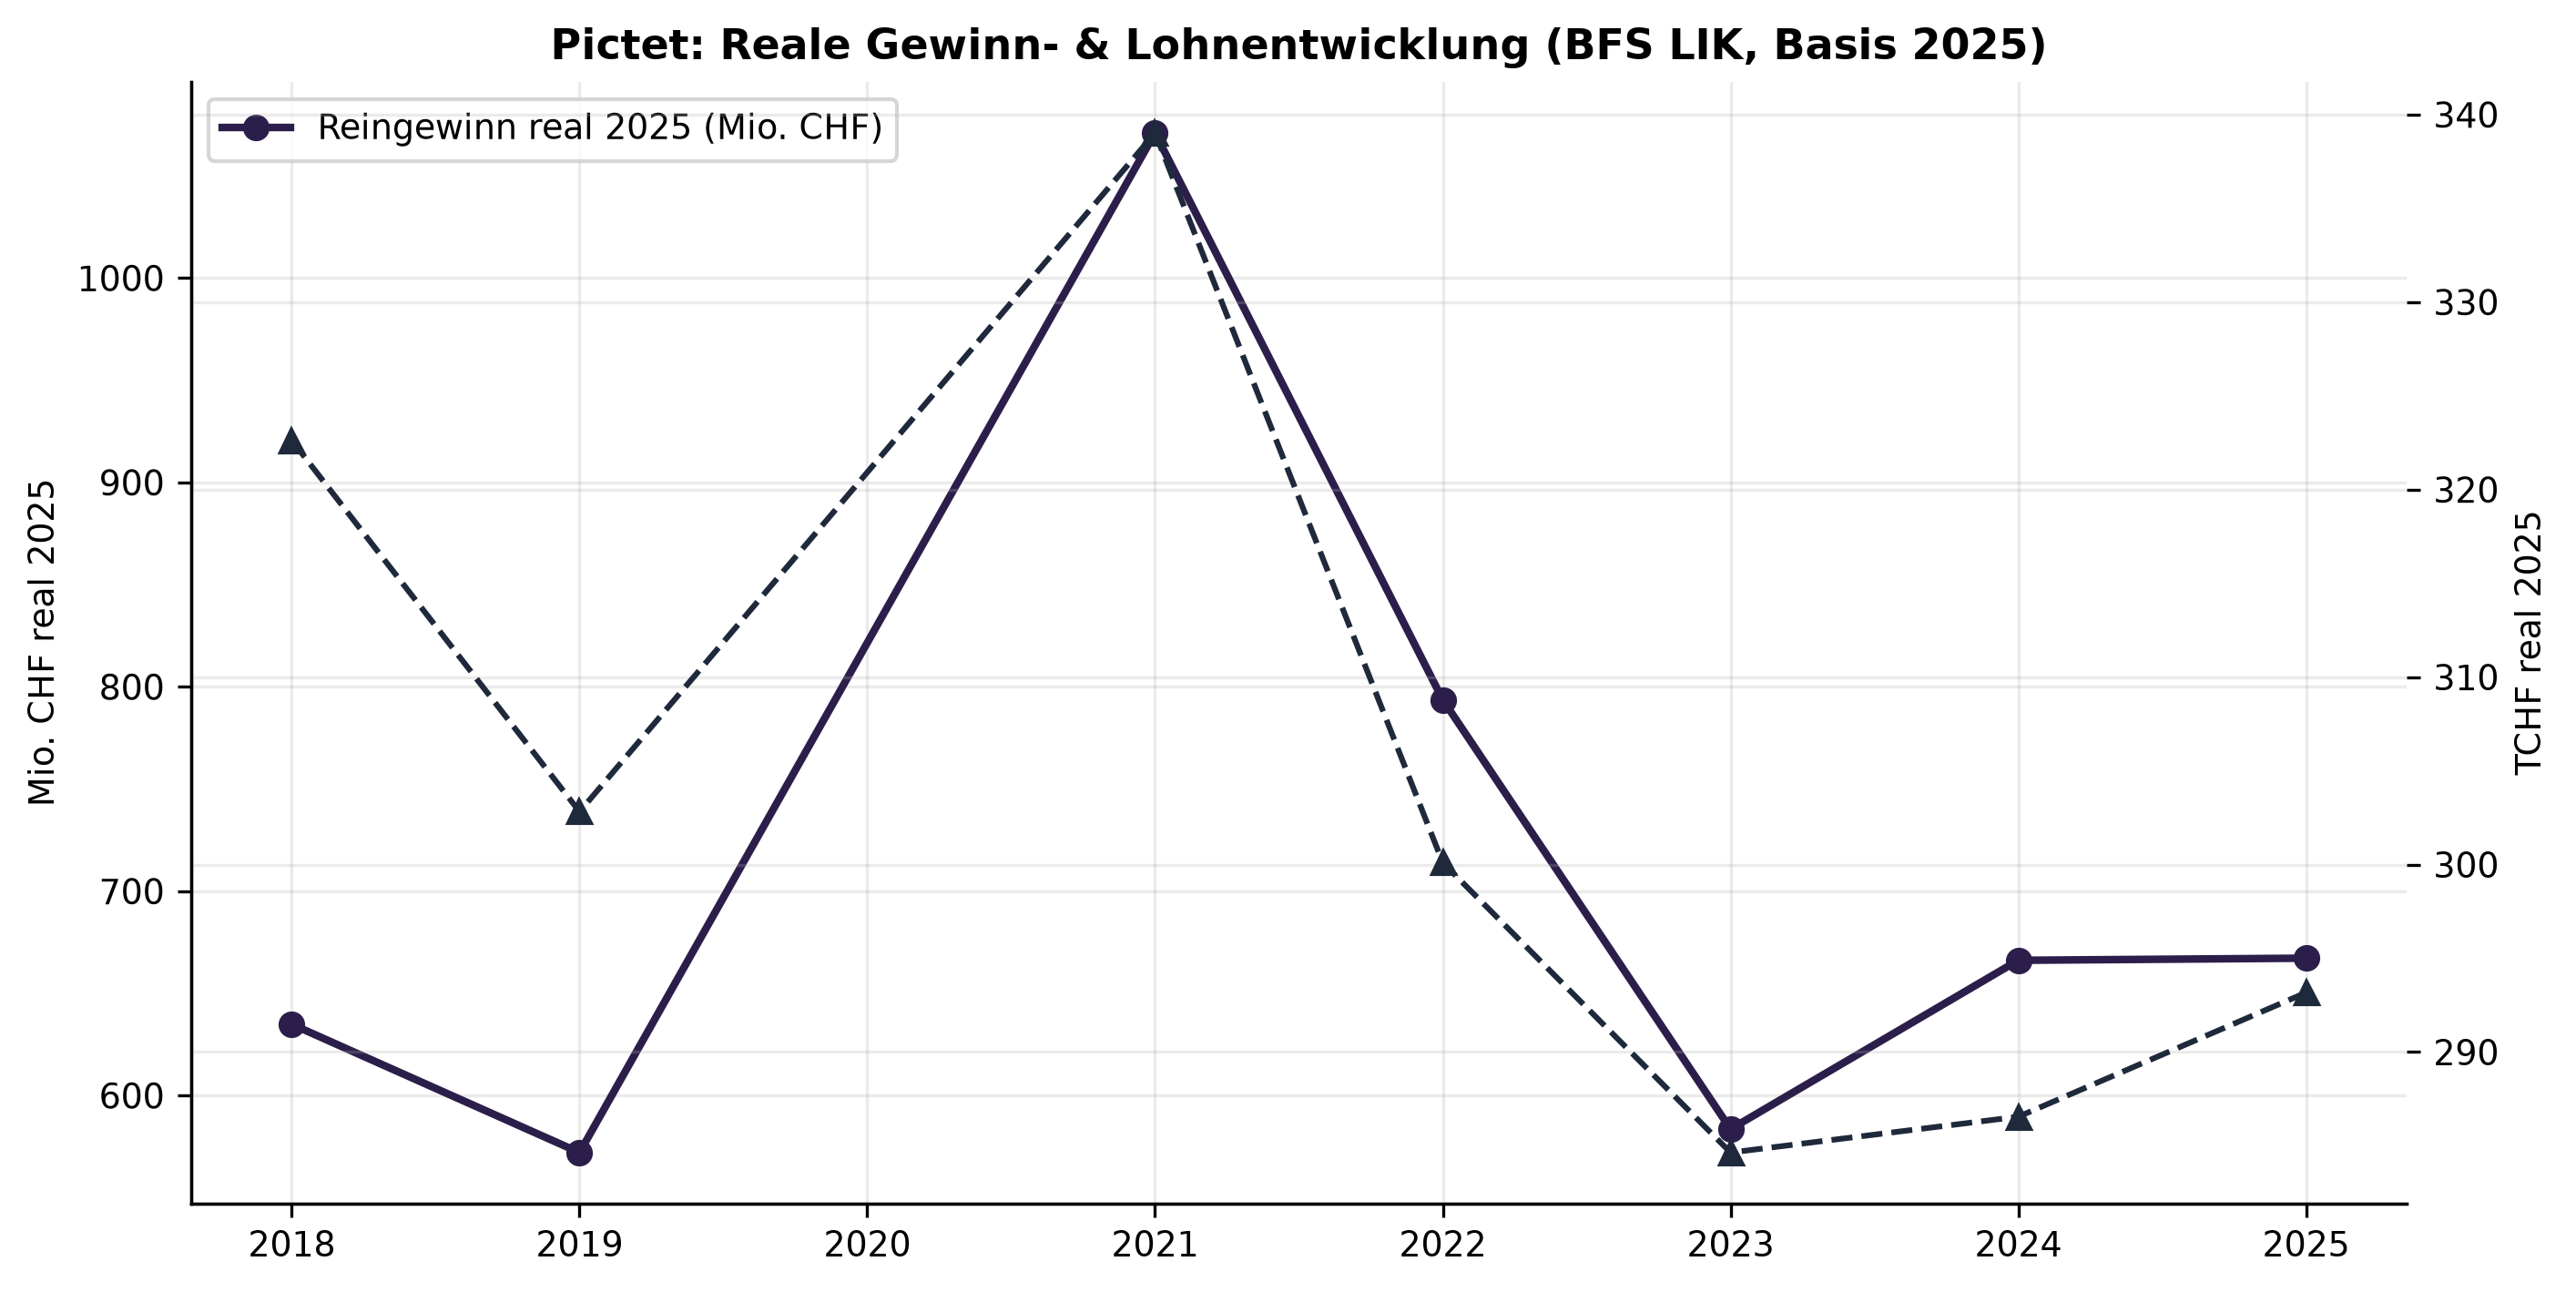 Pictet: Reale Gewinn- & Lohnentwicklung (BFS LIK, Basis 2025)
Reingewinn real 2025 (Mio. CHF)
Mio. CHF real 2025
1000
900
800
700
600
340
330
320
310
300
290
TCHF real 2025
2018 2019 2020 2021 2022 2023 2024 2025